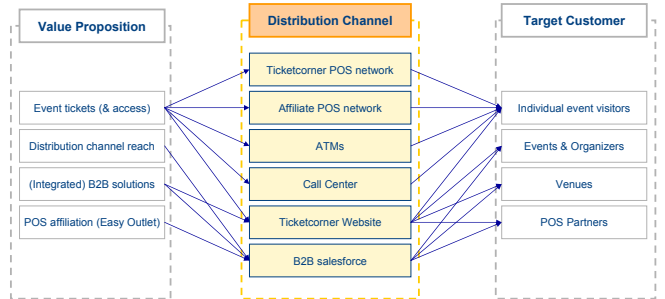 Value Proposition
Distribution Channel
Target Customer
Ticketcorner POS network
Event tickets (& access)
Affiliate POS network
Individual event visitors
Distribution channel reach
ATMs
Events & Organizers
(Integrated) B2B solutions
Call Center
Venues
POS affiliation (Easy Outlet)
Ticketcorner Website
POS Partners
B2B salesforce